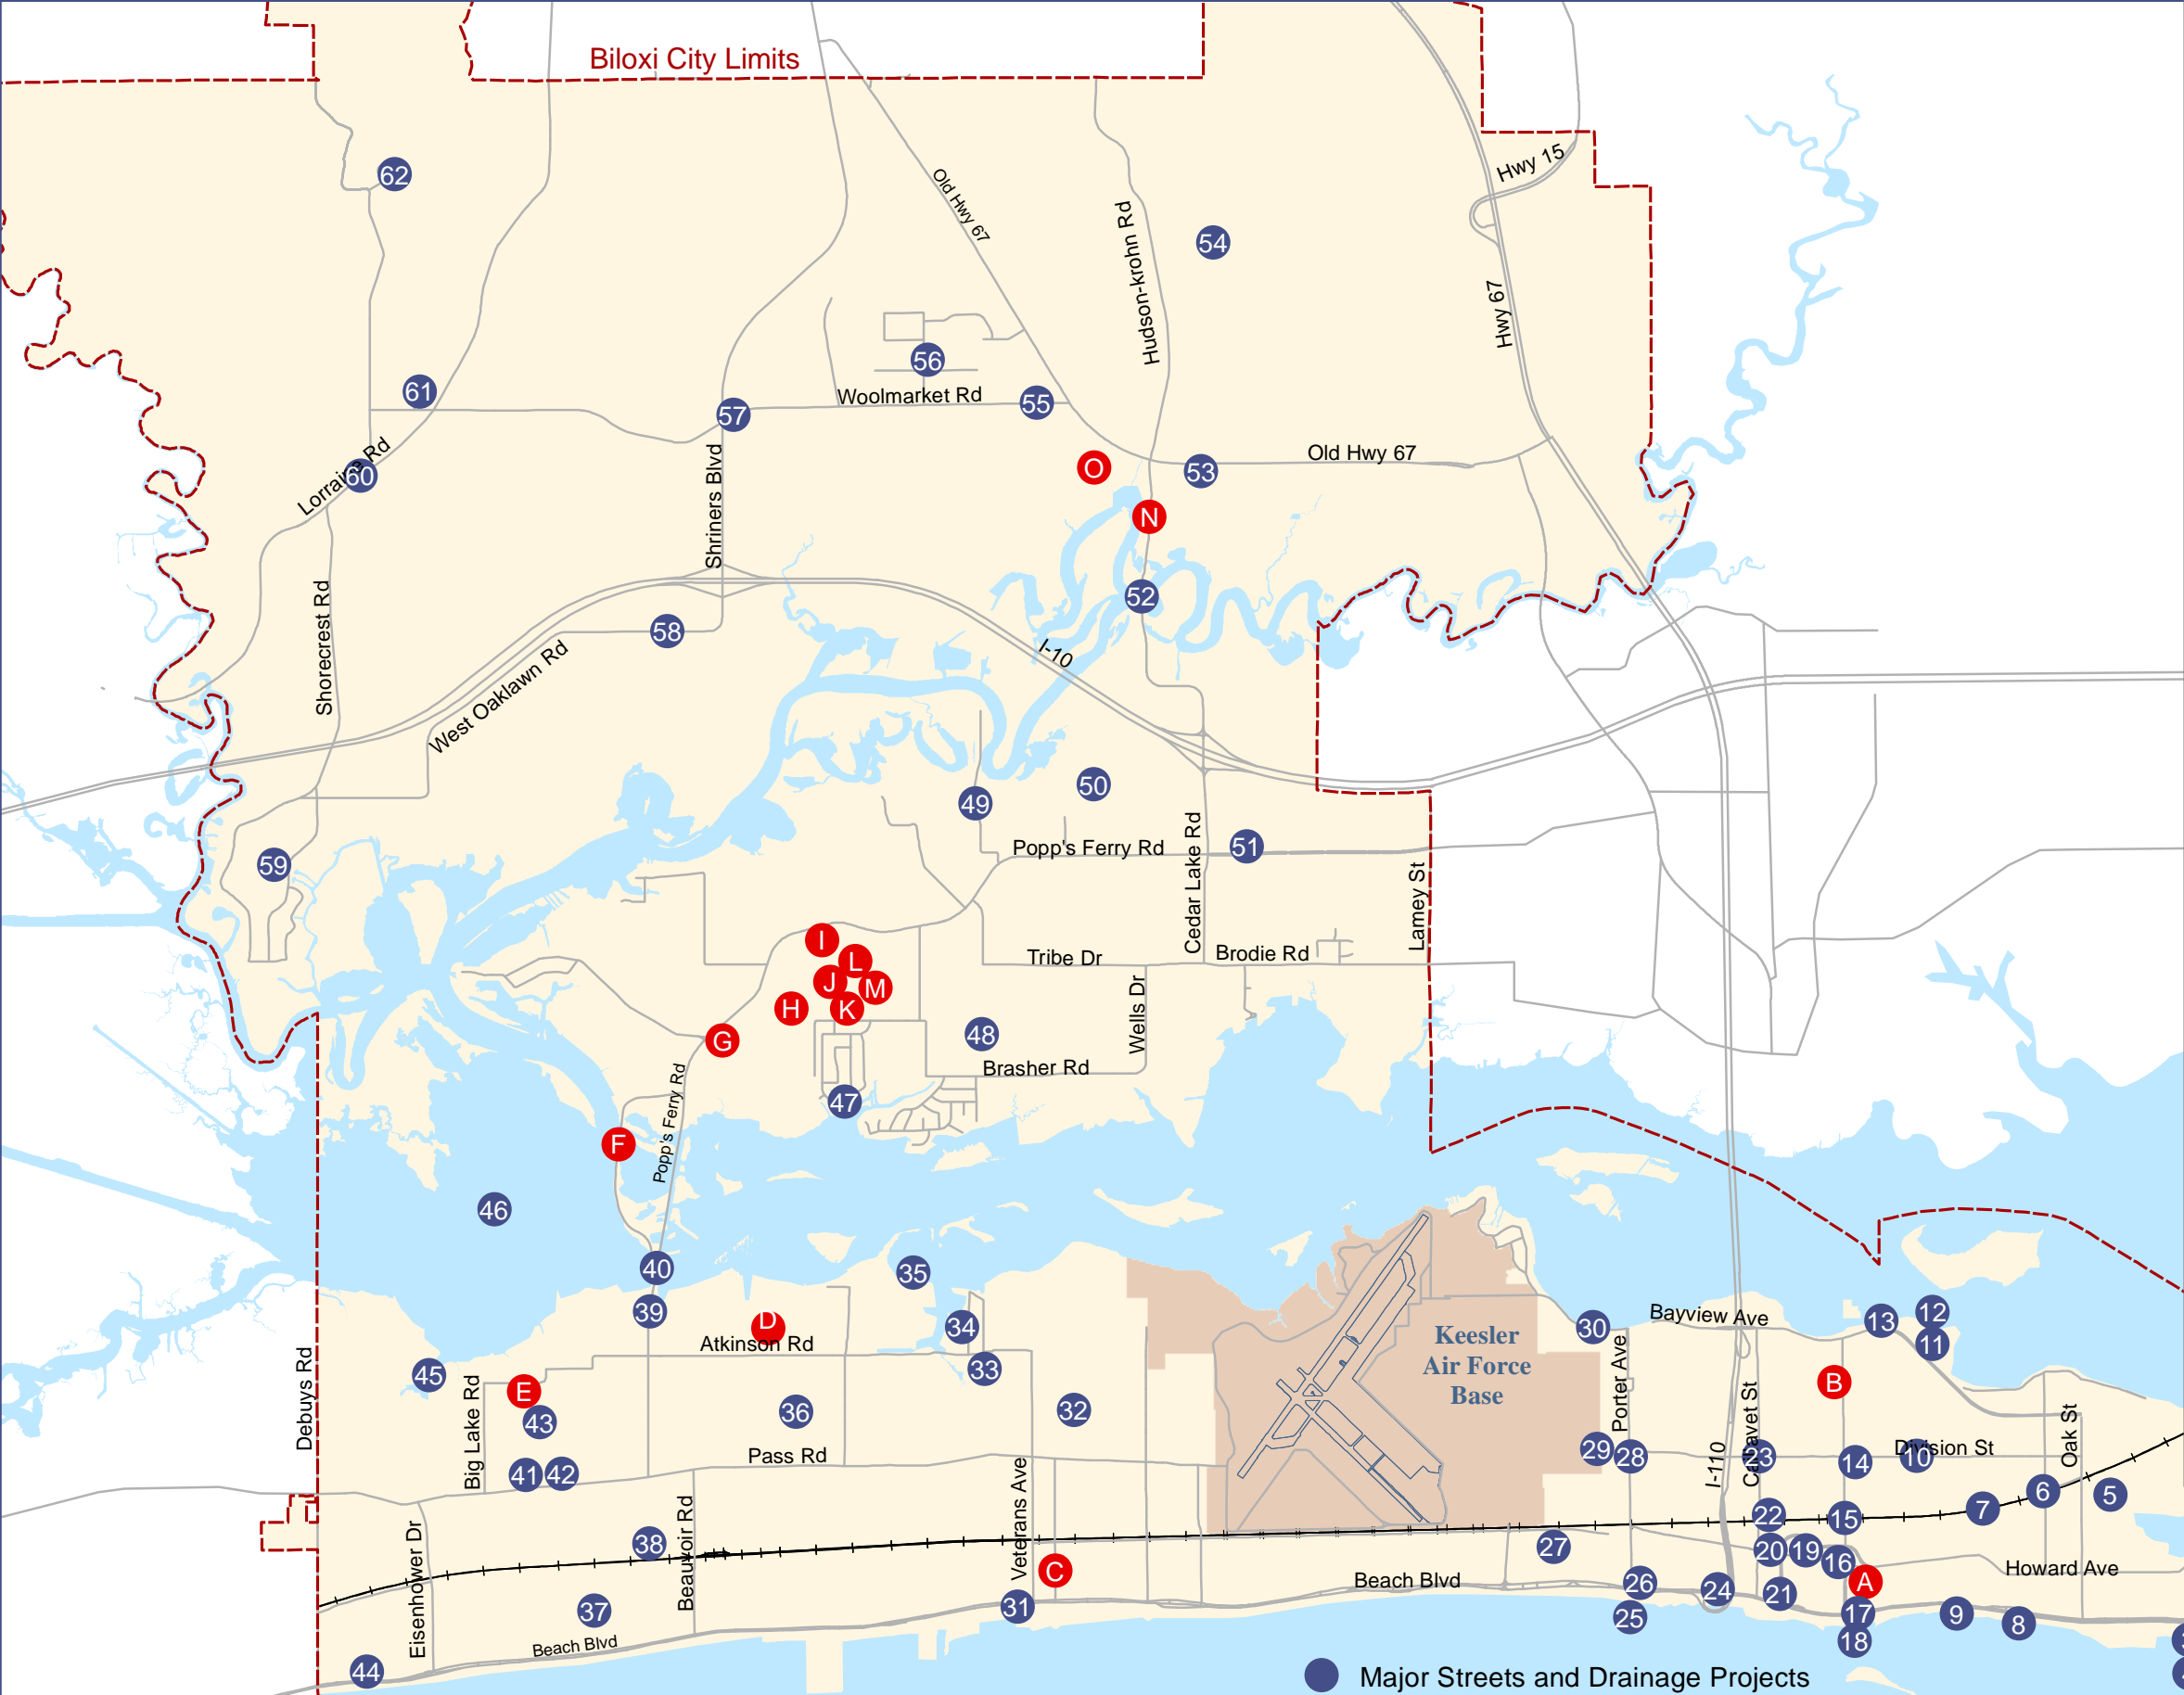 Biloxi City Limits
Hwy 15
62
Old Hwy 67
Hudson-krohn Rd
54
Hwy 67
56
61
Woolmarket Rd
55
57
Lorraine Rd
60
Shriners Blvd
O
53
Old Hwy 67
N
52
Shorecrest Rd
58
I-10
West Oaklawn Rd
50
49
59
Popp's Ferry Rd
51
Cedar Lake Rd
Lamey St
I
L
J
M
H
K
Tribe Dr
Brodie Rd
G
48
Wells Dr
Brasher Rd
47
Popp's Ferry Rd
F
46
40
35
39
D
34
Atkinson Rd
33
Keesler
Air Force
Base
30
Bayview Ave
13
12
11
Debuys Rd
45
Big Lake Rd
E
43
36
32
Porter Ave
B
Oak St
41
42
Pass Rd
29
28
I-110
Caillavet St
23
14
10
Division St
Eisenhower Dr
38
Beauvoir Rd
Veterans Ave
22
15
7
6
5
27
20
19
16
C
Beach Blvd
26
24
21
A
Howard Ave
37
31
25
17
18
9
8
Beach Blvd
44
Major Streets and Drainage Projects